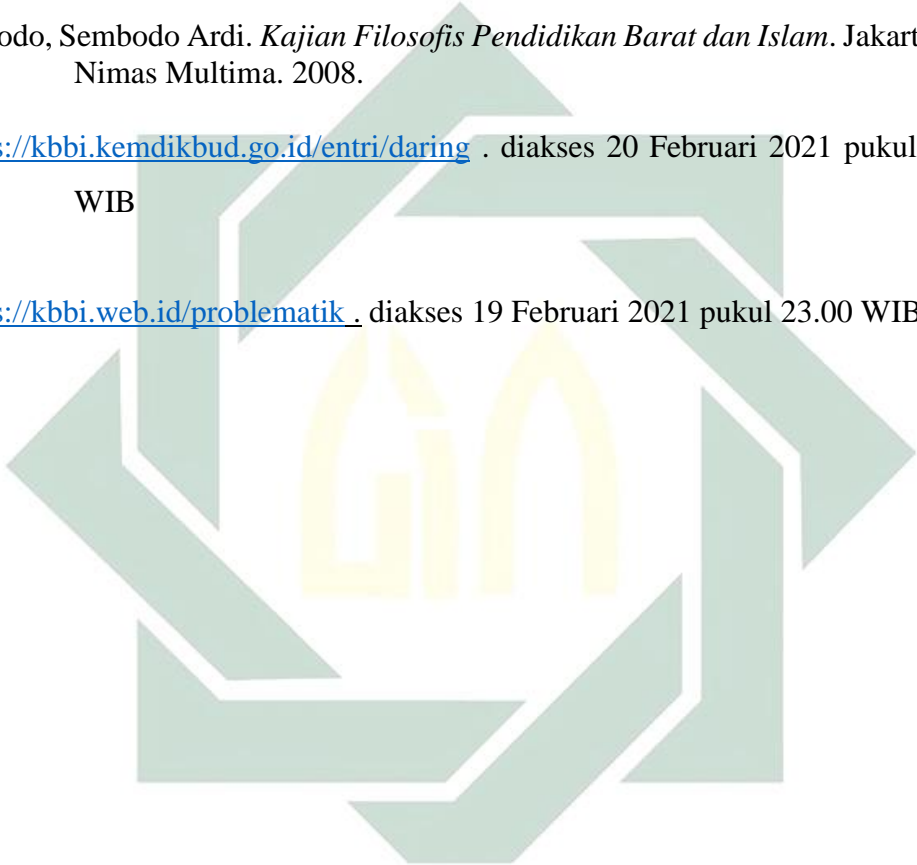 odo, Sembodo Ardi. Kajian Filosofis Pendidikan Barat dan Islam. Jakart
Nimas Multima. 2008.
s://kbbi.kemdikbud.go.id/entri/daring . diakses 20 Februari 2021 pukul
WIB
s://kbbi.web.id/problematik . diakses 19 Februari 2021 pukul 23.00 WIB